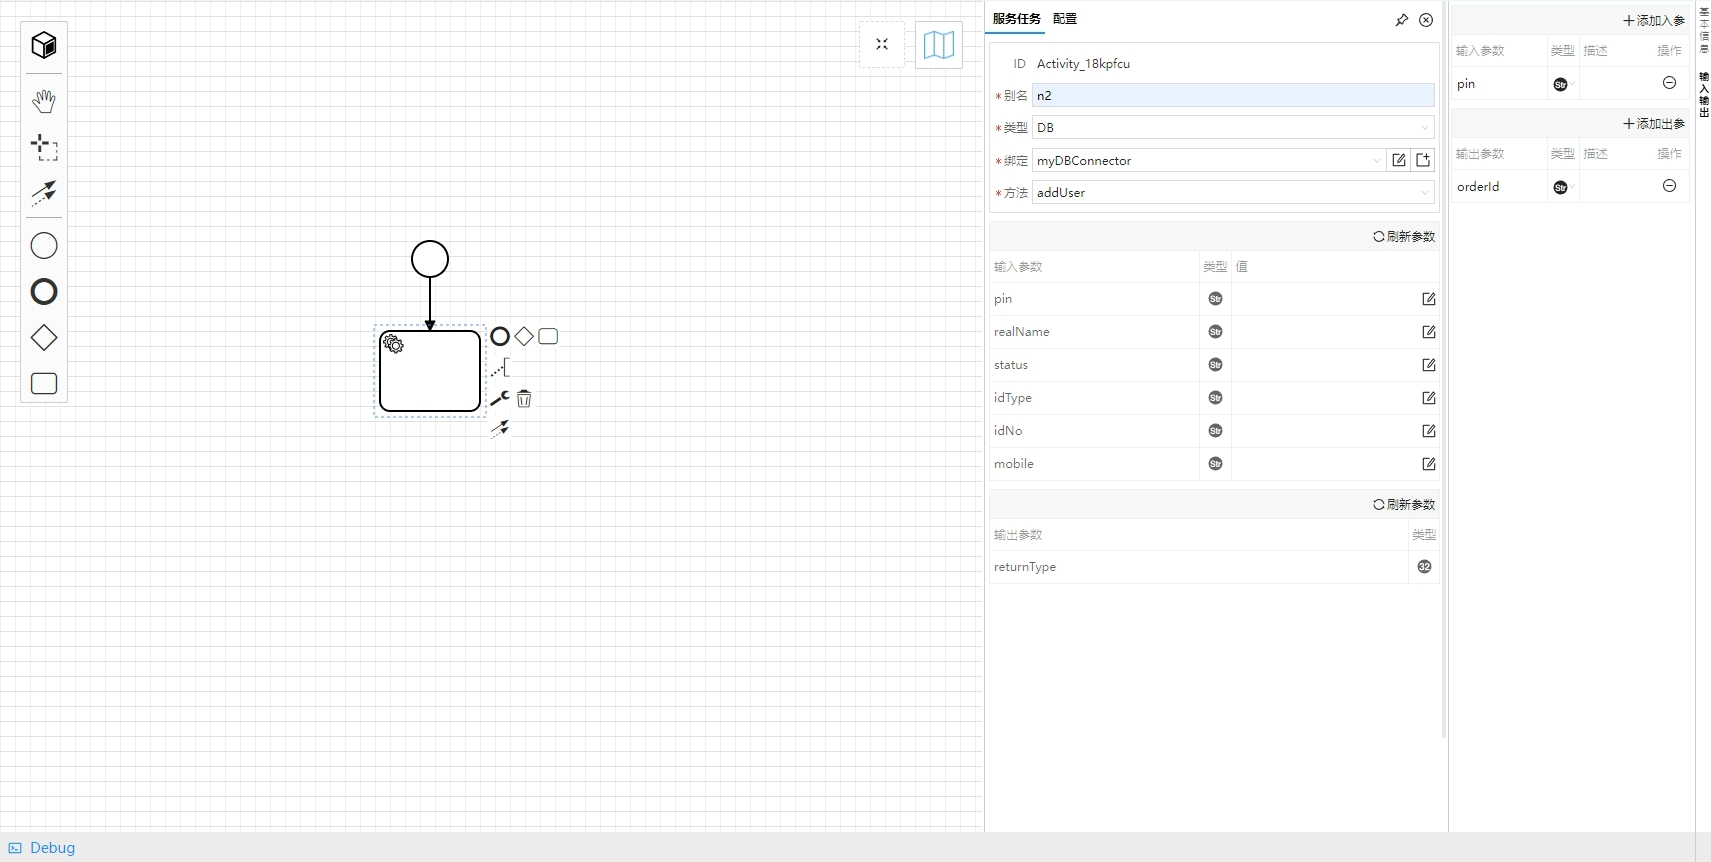 服务任务 配置
ID Activity_18kpfcu
*别名 n2
*类型 DB
*绑定 myDBConnector
*方法 addUser
刷新参数
输入参数 类型 值
pin Str
realName Str
status Str
idType Str
idNo Str
mobile Str
刷新参数
输出参数 类型
returnType 32
+添加入参
输入参数 类型 描述 操作
pin Str
+添加出参
输出参数 类型 描述 操作
orderId Str
基本信息
输入输出
Debug